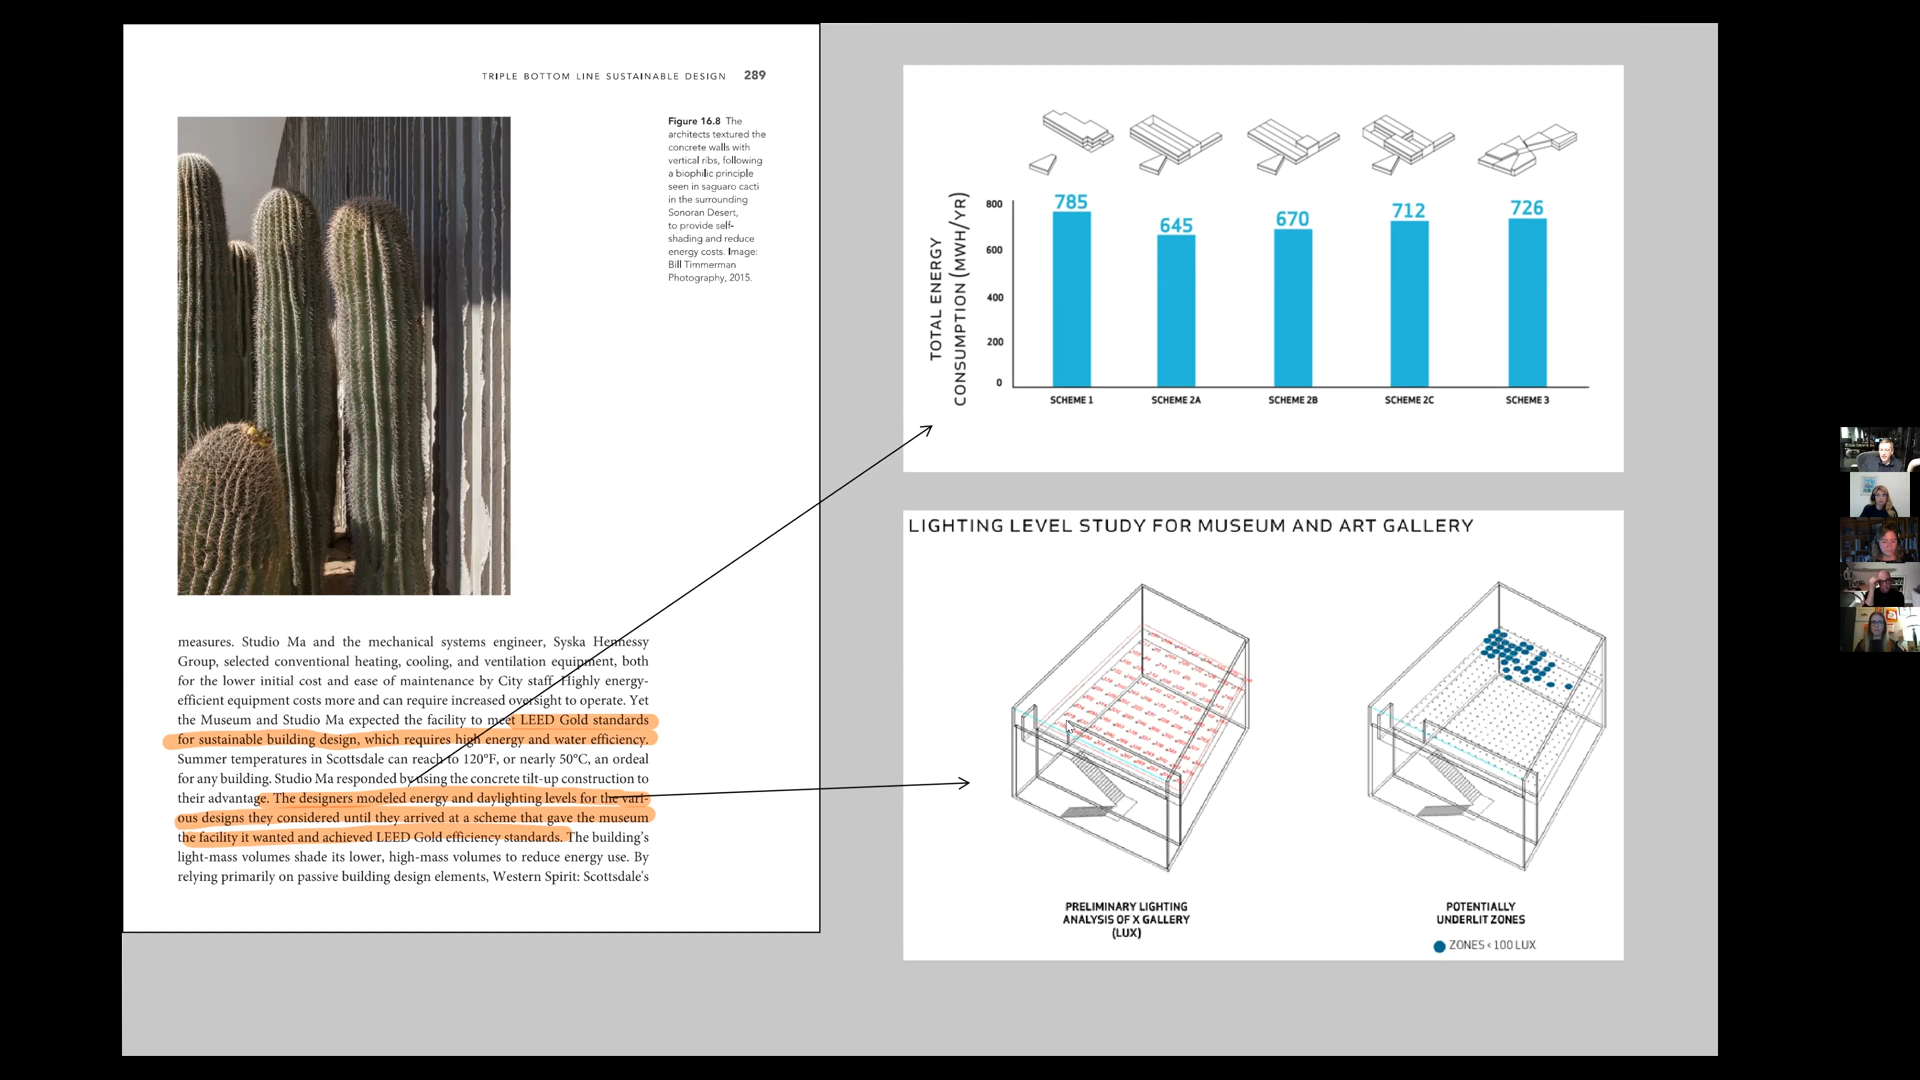 TRIPLE BOTTOM LINE SUSTAINABLE DESIGN 289
Figure 16.8 The
architects textured the
concrete walls with
vertical ribs, following
a biophilic principle
seen in saguaro cacti
in the surrounding
Sonoran Desert,
to provide self-
shading and reduce
energy costs. Image:
Bill Timmerman
Photography, 2015.
measures. Studio Ma and the mechanical systems engineer, Syska Hennessy
Group, selected conventional heating, cooling, and ventilation equipment, both
for the lower initial cost and ease of maintenance by City staff. Highly energy-
efficient equipment costs more and can require increased oversight to operate. Yet
the Museum and Studio Ma expected the facility to meet LEED Gold standards
for sustainable building design, which requires high energy and water efficiency.
Summer temperatures in Scottsdale can reach to 120°F, or nearly 50°C, an ordeal
for any building. Studio Ma responded by using the concrete tilt-up construction to
their advantage. The designers modeled energy and daylighting levels for the vari-
ous designs they considered until they arrived at a scheme that gave the museum
the facility it wanted and achieved LEED Gold efficiency standards. The building's
light-mass volumes shade its lower, high-mass volumes to reduce energy use. By
relying primarily on passive building design elements, Western Spirit: Scottsdale's
TOTAL ENERGY
CONSUMPTION (MWH/YR)
800
600
400
200
0
785
645
670
712
726
SCHEME 1
SCHEME 2A
SCHEME 2B
SCHEME 2C
SCHEME 3
LIGHTING LEVEL STUDY FOR MUSEUM AND ART GALLERY
PRELIMINARY LIGHTING
ANALYSIS OF X GALLERY
(LUX)
POTENTIALLY
UNDERLIT ZONES
ZONES < 100 LUX